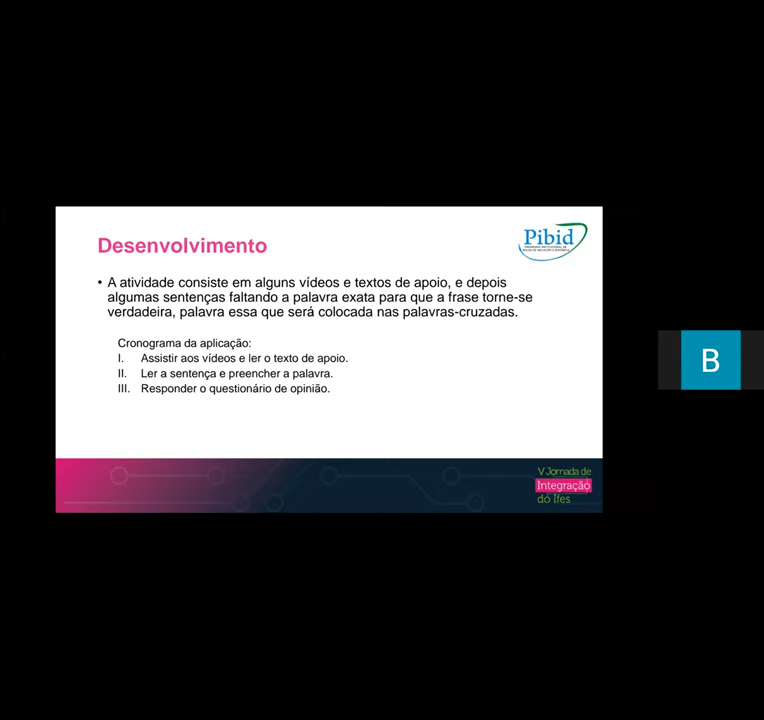 Desenvolvimento
Pibid
• A atividade consiste em alguns vídeos e textos de apoio, e depois
algumas sentenças faltando a palavra exata para que a frase torne-se
verdadeira, palavra essa que será colocada nas palavras-cruzadas.
Cronograma da aplicação:
I. Assistir aos vídeos e ler o texto de apoio.
II. Ler a sentença e preencher a palavra.
III. Responder o questionário de opinião.
B
V Jornada de
Integração
do Ifes